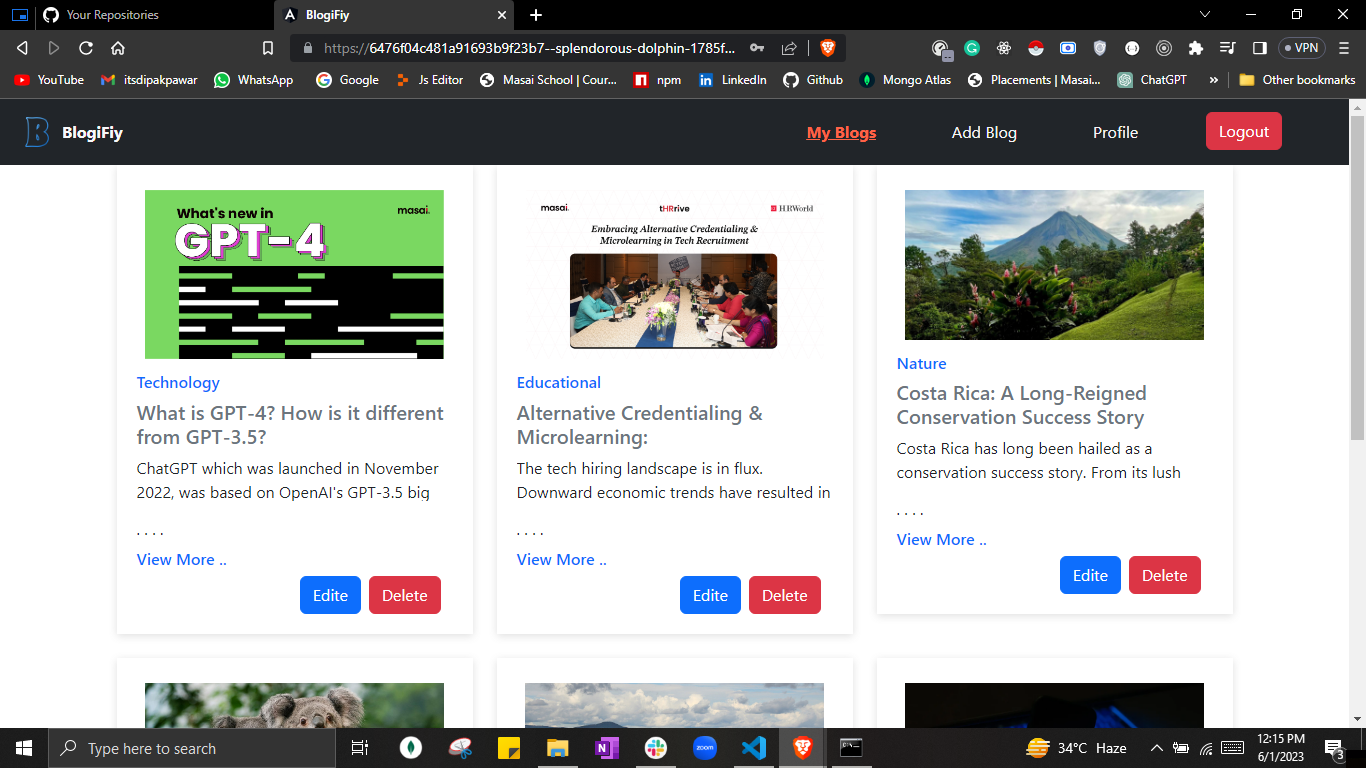 Your Repositories
BlogiFiy
https://6476f04c481a91693b9f23b7--splendorous-dolphin-1785f...
VPN
YouTube
itsdipakpawar
WhatsApp
Google
Js Editor
Masai School | Cour...
npm
LinkedIn
Github
Mongo Atlas
Placements | Masai...
ChatGPT
»
Other bookmarks
B
BlogiFiy
My Blogs
Add Blog
Profile
Logout
What's new in
masai.
GPT-4
Technology
What is GPT-4? How is it different
from GPT-3.5?
ChatGPT which was launched in November
2022, was based on OpenAI's GPT-3.5 big
. . . .
View More ..
Edite
Delete
masai.
tHRrive
HRWorld
Embracing Alternative Credentialing &
Microlearning in Tech Recruitment
Educational
Alternative Credentialing &
Microlearning:
The tech hiring landscape is in flux.
Downward economic trends have resulted in
. . . .
View More ..
Edite
Delete
Nature
Costa Rica: A Long-Reigned
Conservation Success Story
Costa Rica has long been hailed as a
conservation success story. From its lush
. . . .
View More ..
Edite
Delete
Type here to search
zoom
34°C Haze
12:15 PM
6/1/2023
3